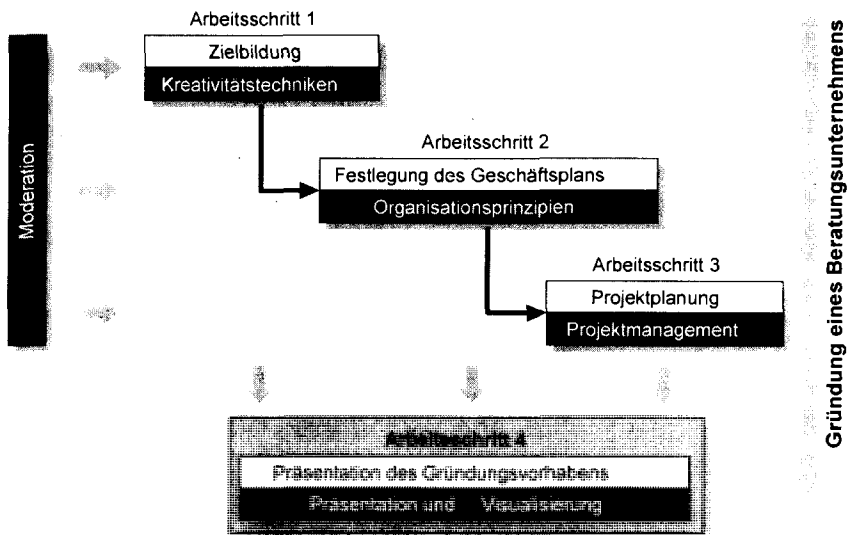 Arbeitsschritt 1
Zielbildung
Kreativitätstechniken
Moderation
Arbeitsschritt 2
Festlegung des Geschäftsplans
Organisationsprinzipien
Arbeitsschritt 3
Projektplanung
Projektmanagement
Arbeitsschritt 4
Präsentation des Gründungsvorhabens
Präsentation und Visualisierung
Gründung eines Beratungsunternehmens